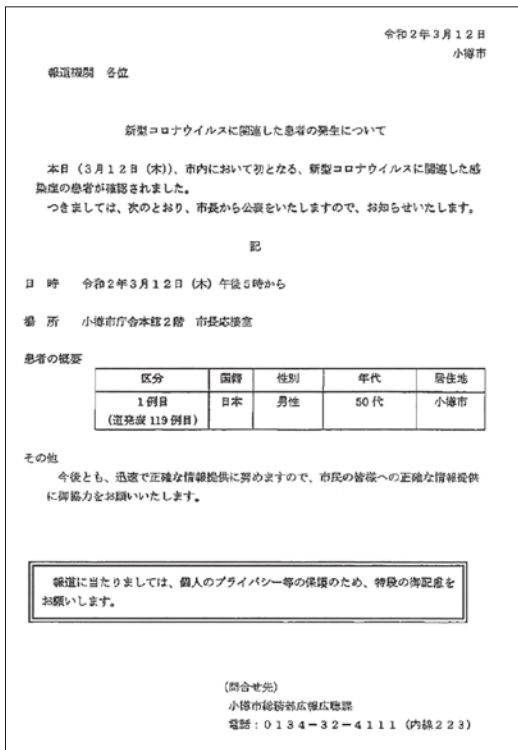 令和2年3月12日
小樽市
報道機関 各位
新型コロナウイルスに関連した患者の発生について
本日（3月12日（木））、市内において初となる、新型コロナウイルスに関連した感
染症の患者が確認されました。
つきましては、次のとおり、市長から公表をいたしますので、お知らせいたします。
記
日 時 令和2年3月12日（木）午後5時から
場 所 小樽市庁舎本館2階 市長応接室
患者の概要
区分 国籍 性別 年代 居住地
1例目 日本 男性 50代 小樽市
（道発表119例目）
その他
今後とも、迅速で正確な情報提供に努めますので、市民の皆様への正確な情報提供
に御協力をお願いいたします。
報道に当たりましては、個人のプライバシー等の保護のため、特段の御配慮を
お願いします。
（問合せ先）
小樽市総務部広報広聴課
電話：0134－32－4111（内線223）